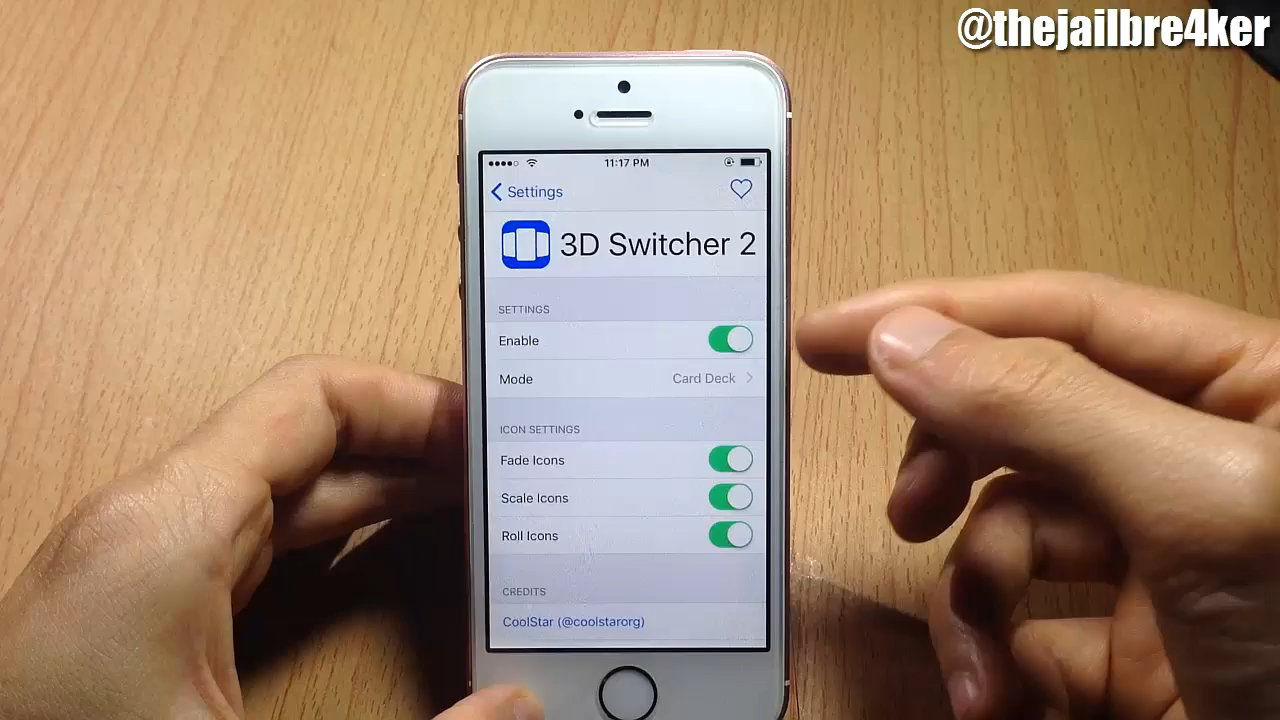 @thejailbre4ker
11:17 PM
Settings
3D Switcher 2
SETTINGS
Enable
Mode Card Deck
ICON SETTINGS
Fade Icons
Scale Icons
Roll Icons
CREDITS
CoolStar (@coolstarorg)